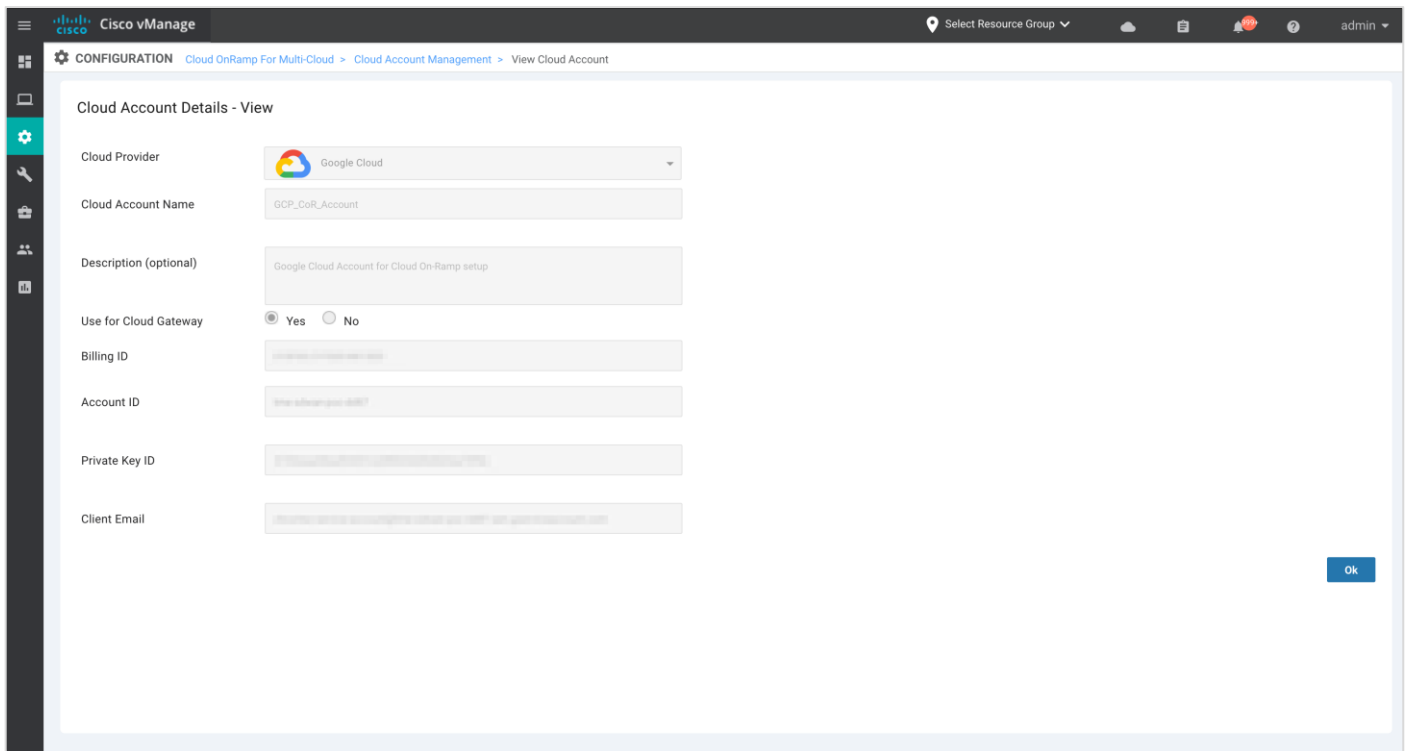 cisco Cisco vManage Select Resource Group 999+ admin
CONFIGURATION Cloud OnRamp For Multi-Cloud > Cloud Account Management > View Cloud Account
Cloud Account Details - View
Cloud Provider Google Cloud
Cloud Account Name GCP_CoR_Account
Description (optional) Google Cloud Account for Cloud On-Ramp setup
Use for Cloud Gateway Yes No
Billing ID
Account ID
Private Key ID
Client Email
Ok